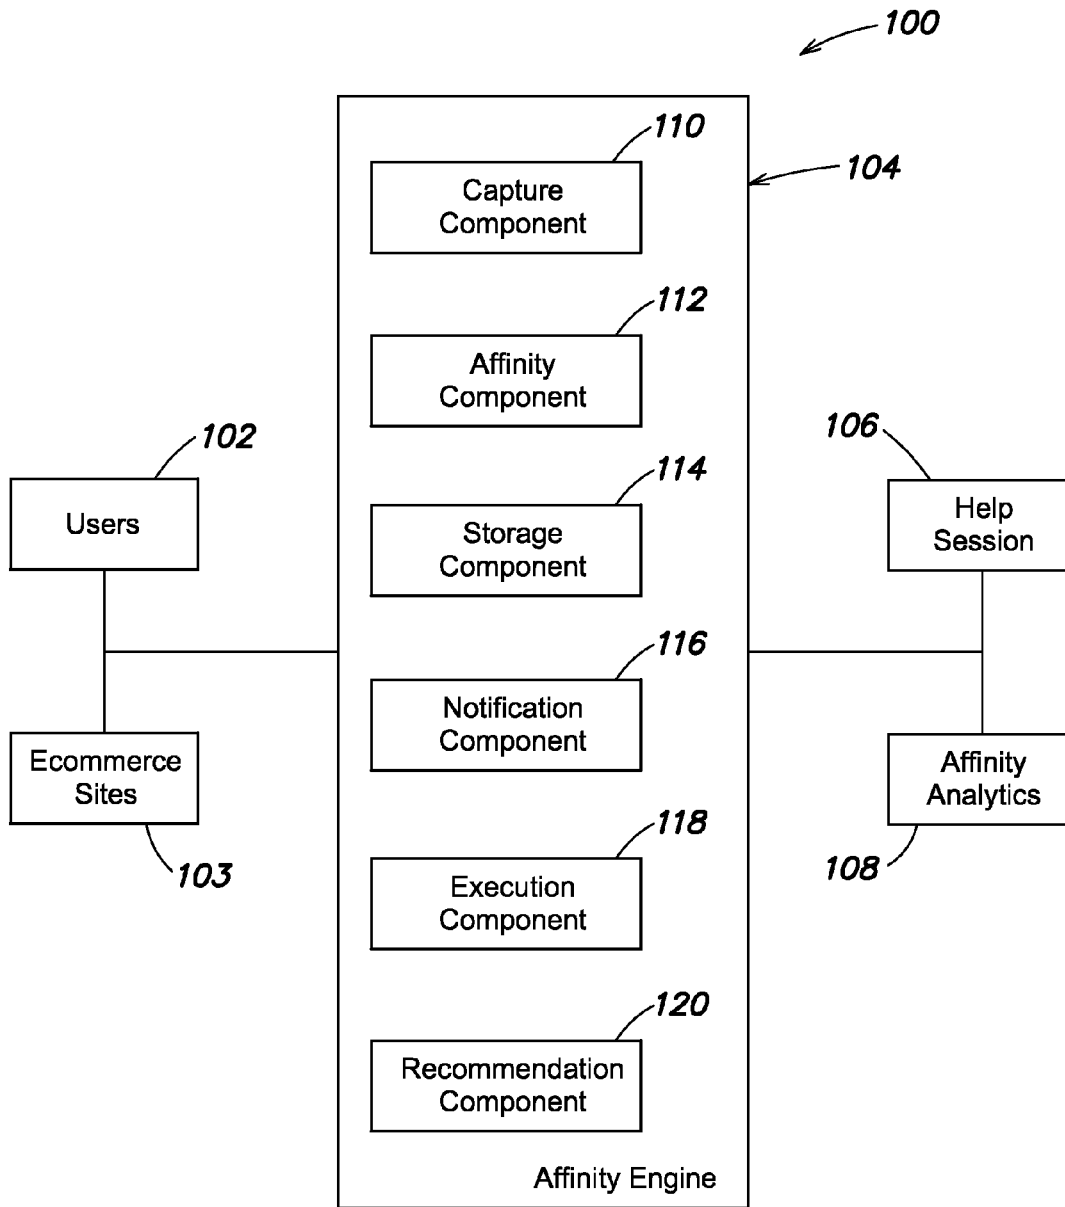 100
110
104
Capture
Component
112
Affinity
Component
102
Users
114
Storage
Component
106
Help
Session
116
Notification
Component
Ecommerce
Sites
103
Affinity
Analytics
108
118
Execution
Component
120
Recommendation
Component
Affinity Engine